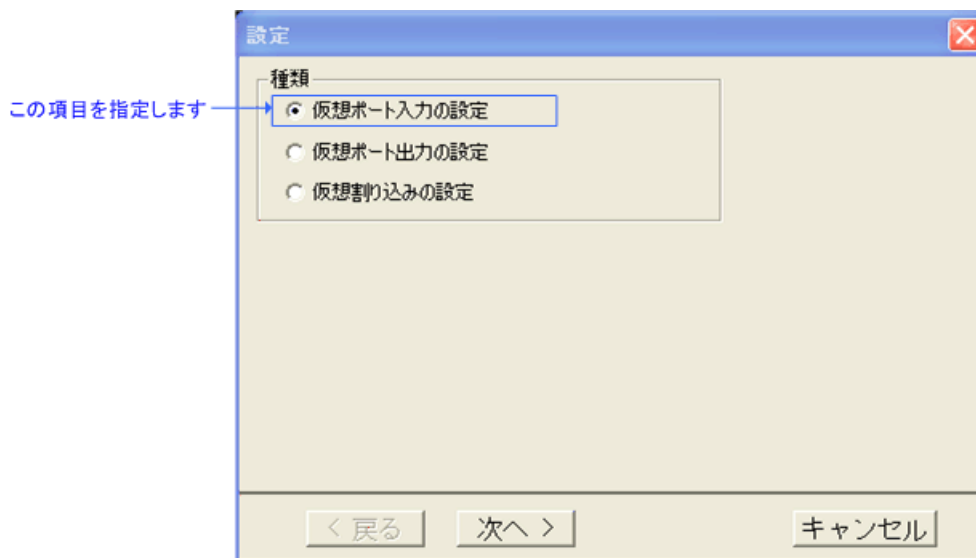 設定
種類
この項目を指定します
仮想ポート入力の設定
仮想ポート出力の設定
仮想割り込みの設定
< 戻る
次へ >
キャンセル